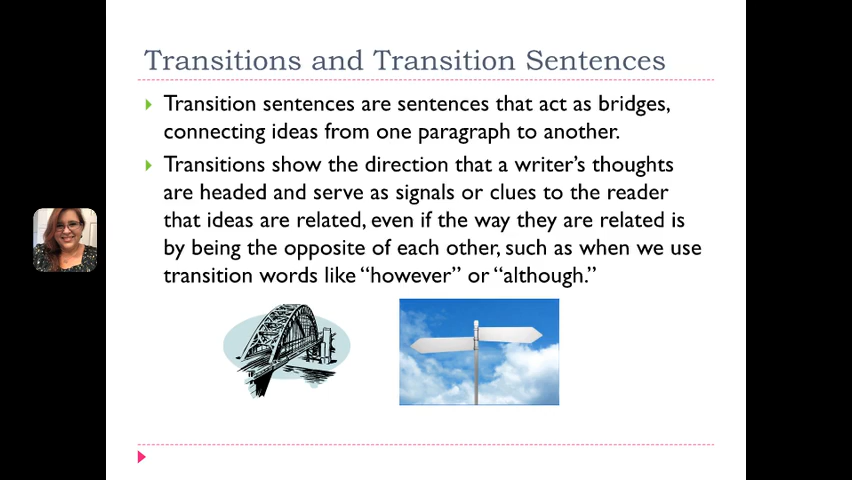 Transitions and Transition Sentences
Transition sentences are sentences that act as bridges,
connecting ideas from one paragraph to another.
Transitions show the direction that a writer’s thoughts
are headed and serve as signals or clues to the reader
that ideas are related, even if the way they are related is
by being the opposite of each other, such as when we use
transition words like “however” or “although.”